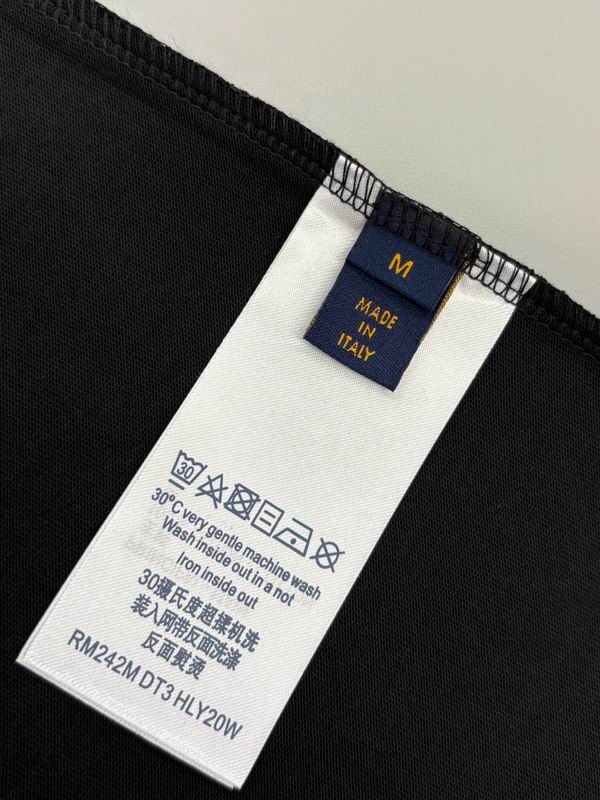 M
MADE
IN
ITALY
30
30°C very gentle machine wash
Wash inside out in a not
Iron inside out
30摄氏度超揉机洗
装入网带反面洗涤
反面熨烫
RM242M DT3 HLY20W